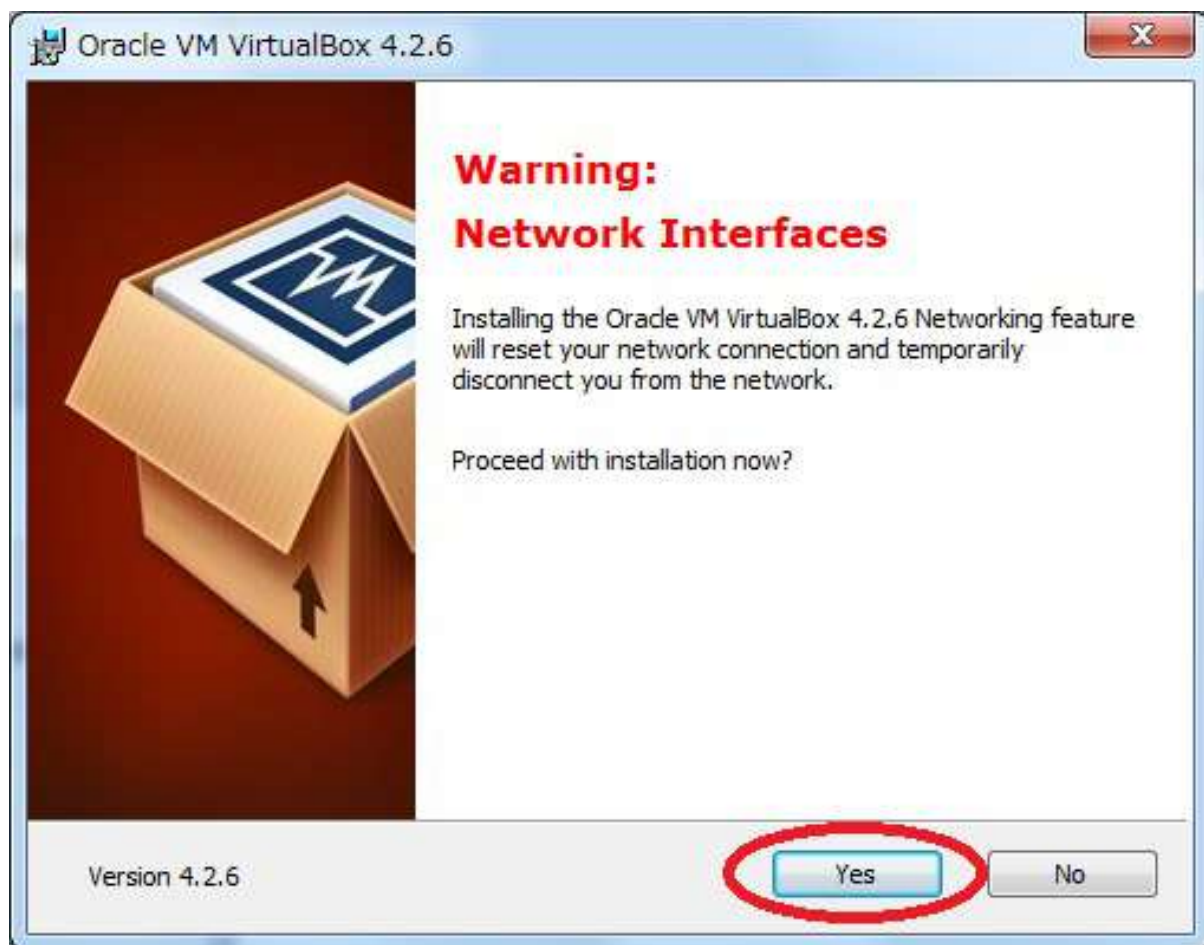 Oracle VM VirtualBox 4.2.6
Warning:
Network Interfaces
Installing the Oracle VM VirtualBox 4.2.6 Networking feature
will reset your network connection and temporarily
disconnect you from the network.
Proceed with installation now?
Version 4.2.6
Yes
No